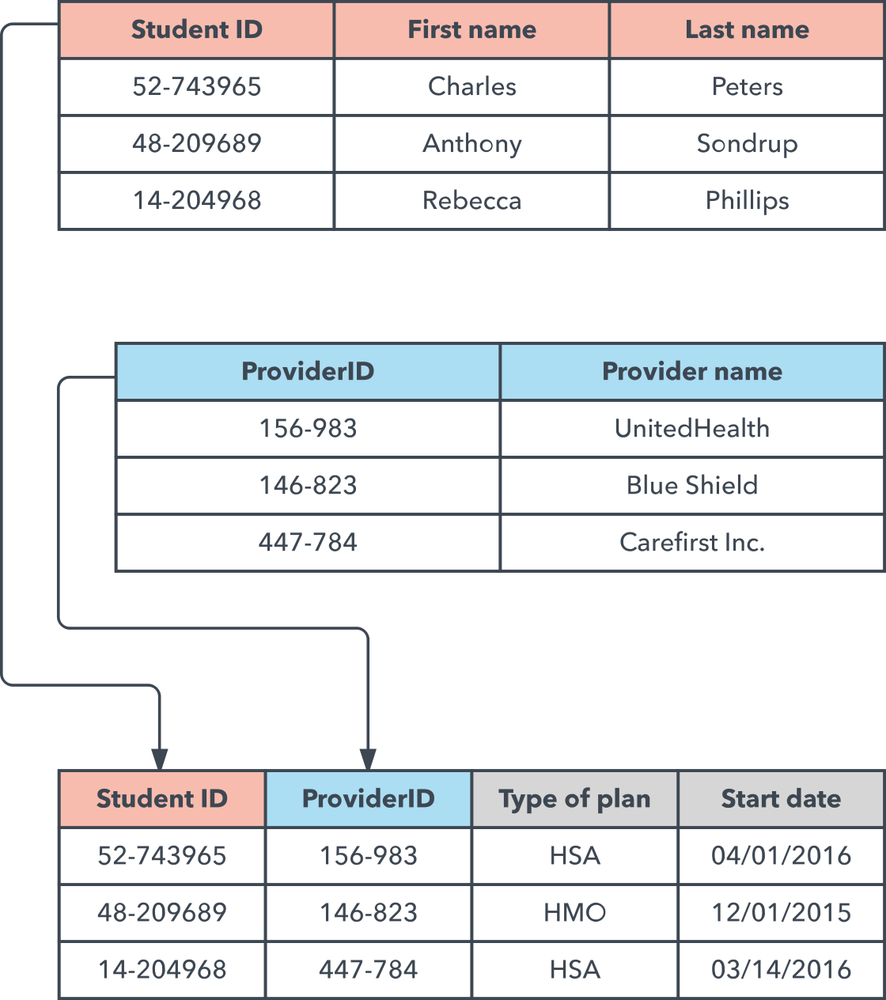 Student ID First name Last name
52-743965 Charles Peters
48-209689 Anthony Sondrup
14-204968 Rebecca Phillips
ProviderID Provider name
156-983 UnitedHealth
146-823 Blue Shield
447-784 Carefirst Inc.
Student ID ProviderID Type of plan Start date
52-743965 156-983 HSA 04/01/2016
48-209689 146-823 HMO 12/01/2015
14-204968 447-784 HSA 03/14/2016